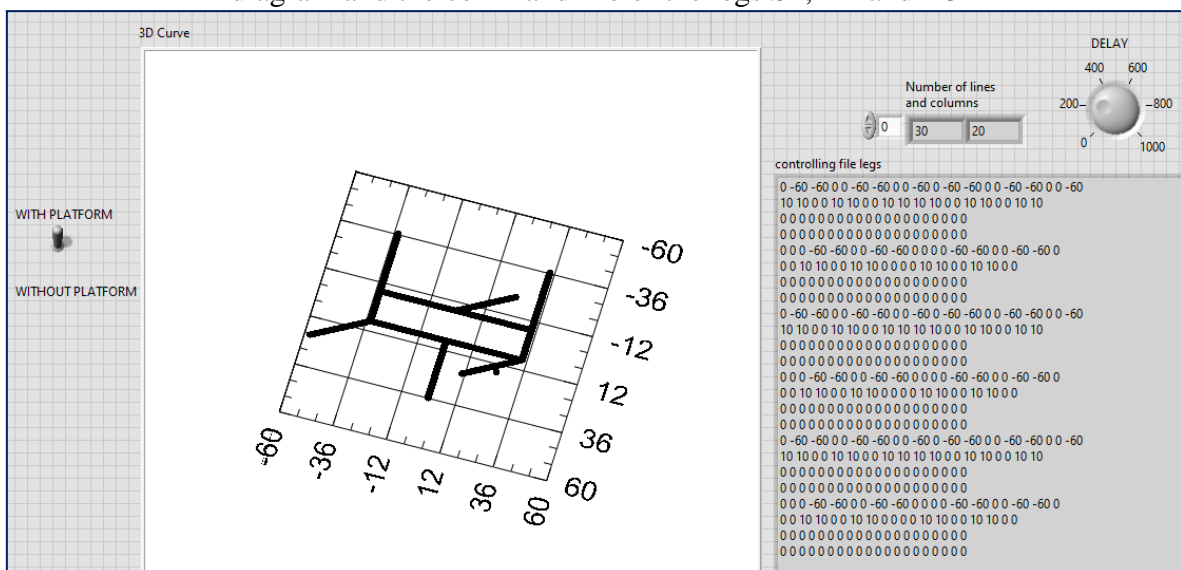 diagram and the command file of the legs
3D Curve
WITH PLATFORM
WITHOUT PLATFORM
-60
-36
-12
12
36
60
-60
-36
-12
12
36
60
Number of lines
and columns
0
30
20
DELAY
400 600
200 800
0 1000
controlling file legs
0 -60 -60 0 0 -60 -60 0 0 -60 0 -60 -60 0 0 -60 -60 0 0 -60
10 10 0 0 10 10 0 0 10 10 10 10 0 0 10 10 0 0 10 10
0 0 0 0 0 0 0 0 0 0 0 0 0 0 0 0 0 0 0 0
0 0 0 0 0 0 0 0 0 0 0 0 0 0 0 0 0 0 0 0
0 0 0 -60 -60 0 0 -60 -60 0 0 0 0 -60 -60 0 0 -60 -60 0
0 0 10 10 0 0 10 10 0 0 0 0 10 10 0 0 10 10 0 0
0 0 0 0 0 0 0 0 0 0 0 0 0 0 0 0 0 0 0 0
0 0 0 0 0 0 0 0 0 0 0 0 0 0 0 0 0 0 0 0
0 -60 -60 0 0 -60 -60 0 0 -60 0 -60 -60 0 0 -60 -60 0 0 -60
10 10 0 0 10 10 0 0 10 10 10 10 0 0 10 10 0 0 10 10
0 0 0 0 0 0 0 0 0 0 0 0 0 0 0 0 0 0 0 0
0 0 0 0 0 0 0 0 0 0 0 0 0 0 0 0 0 0 0 0
0 0 0 -60 -60 0 0 -60 -60 0 0 0 0 -60 -60 0 0 -60 -60 0
0 0 10 10 0 0 10 10 0 0 0 0 10 10 0 0 10 10 0 0
0 0 0 0 0 0 0 0 0 0 0 0 0 0 0 0 0 0 0 0
0 0 0 0 0 0 0 0 0 0 0 0 0 0 0 0 0 0 0 0
0 -60 -60 0 0 -60 -60 0 0 -60 0 -60 -60 0 0 -60 -60 0 0 -60
10 10 0 0 10 10 0 0 10 10 10 10 0 0 10 10 0 0 10 10
0 0 0 0 0 0 0 0 0 0 0 0 0 0 0 0 0 0 0 0
0 0 0 0 0 0 0 0 0 0 0 0 0 0 0 0 0 0 0 0
0 0 0 -60 -60 0 0 -60 -60 0 0 0 0 -60 -60 0 0 -60 -60 0
0 0 10 10 0 0 10 10 0 0 0 0 10 10 0 0 10 10 0 0
0 0 0 0 0 0 0 0 0 0 0 0 0 0 0 0 0 0 0 0
0 0 0 0 0 0 0 0 0 0 0 0 0 0 0 0 0 0 0 0